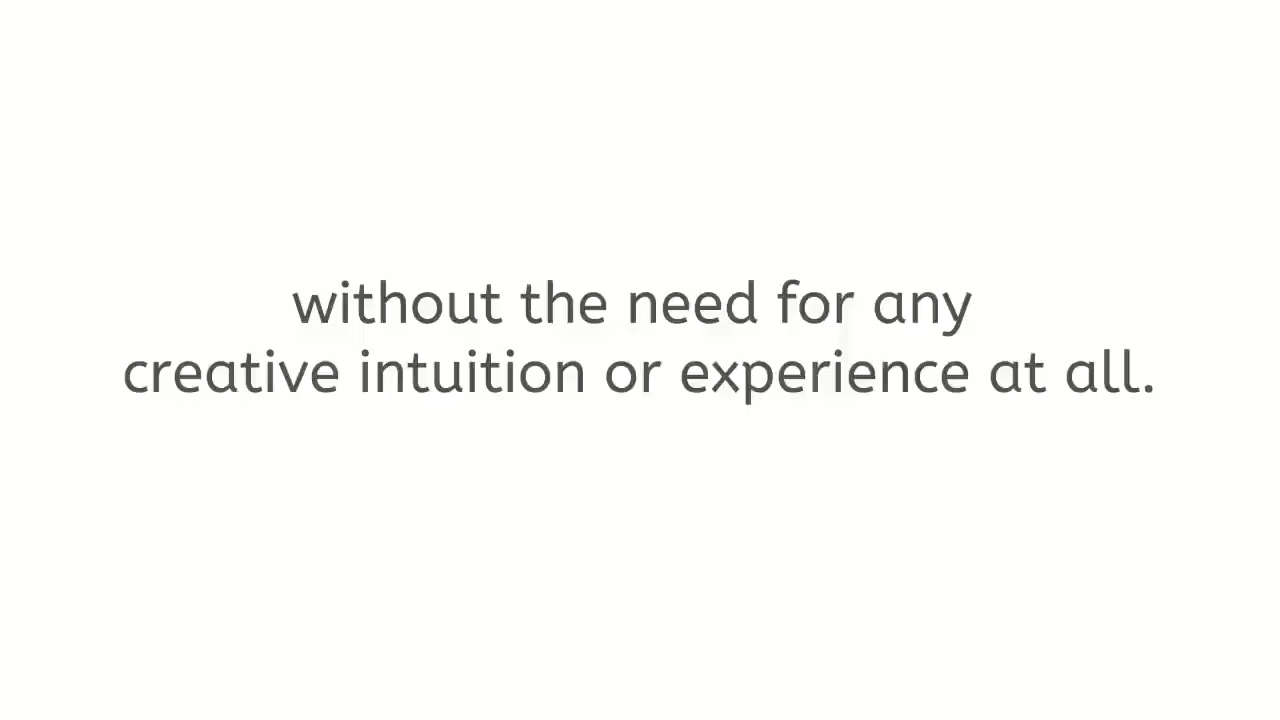 without the need for any
creative intuition or experience at all.